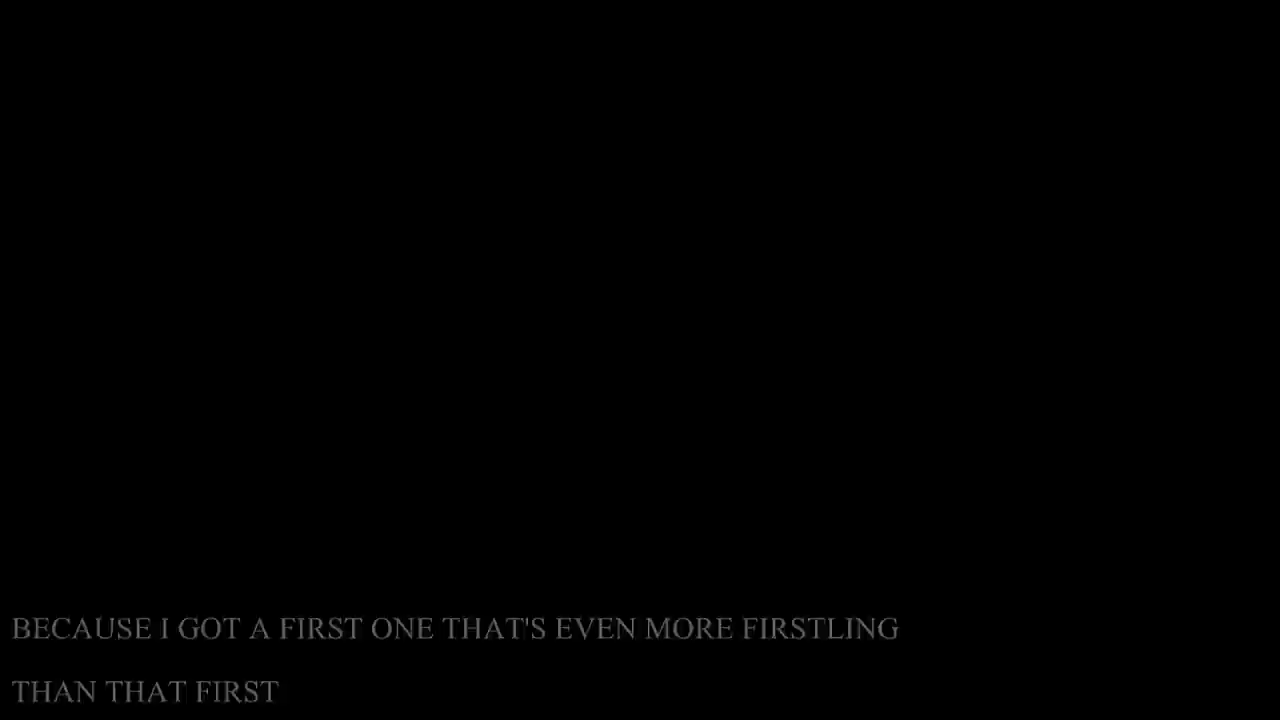 BECAUSE I GOT A FIRST ONE THAT'S EVEN MORE FIRSTLING
THAN THAT FIRST